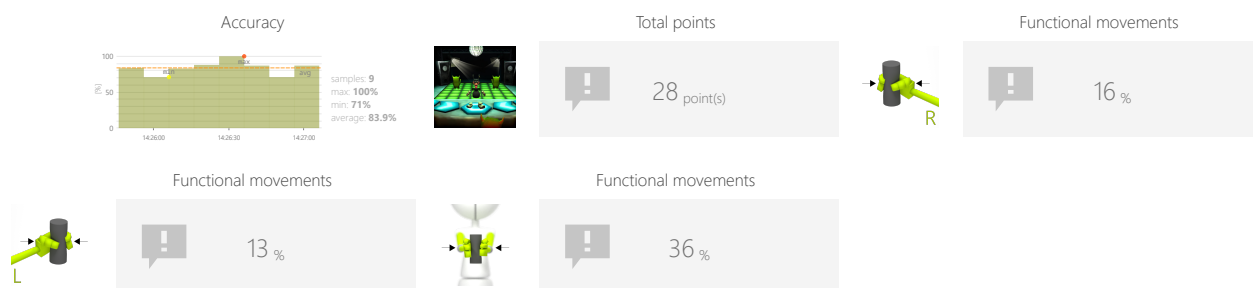 Accuracy
Total points
Functional movements
100
50
0
[%]
min
max
avg
14:26:00
14:26:30
14:27:00
samples: 9
max: 100%
min: 71%
average: 83.9%
28 point(s)
R
16 %
Functional movements
Functional movements
L
13 %
36 %